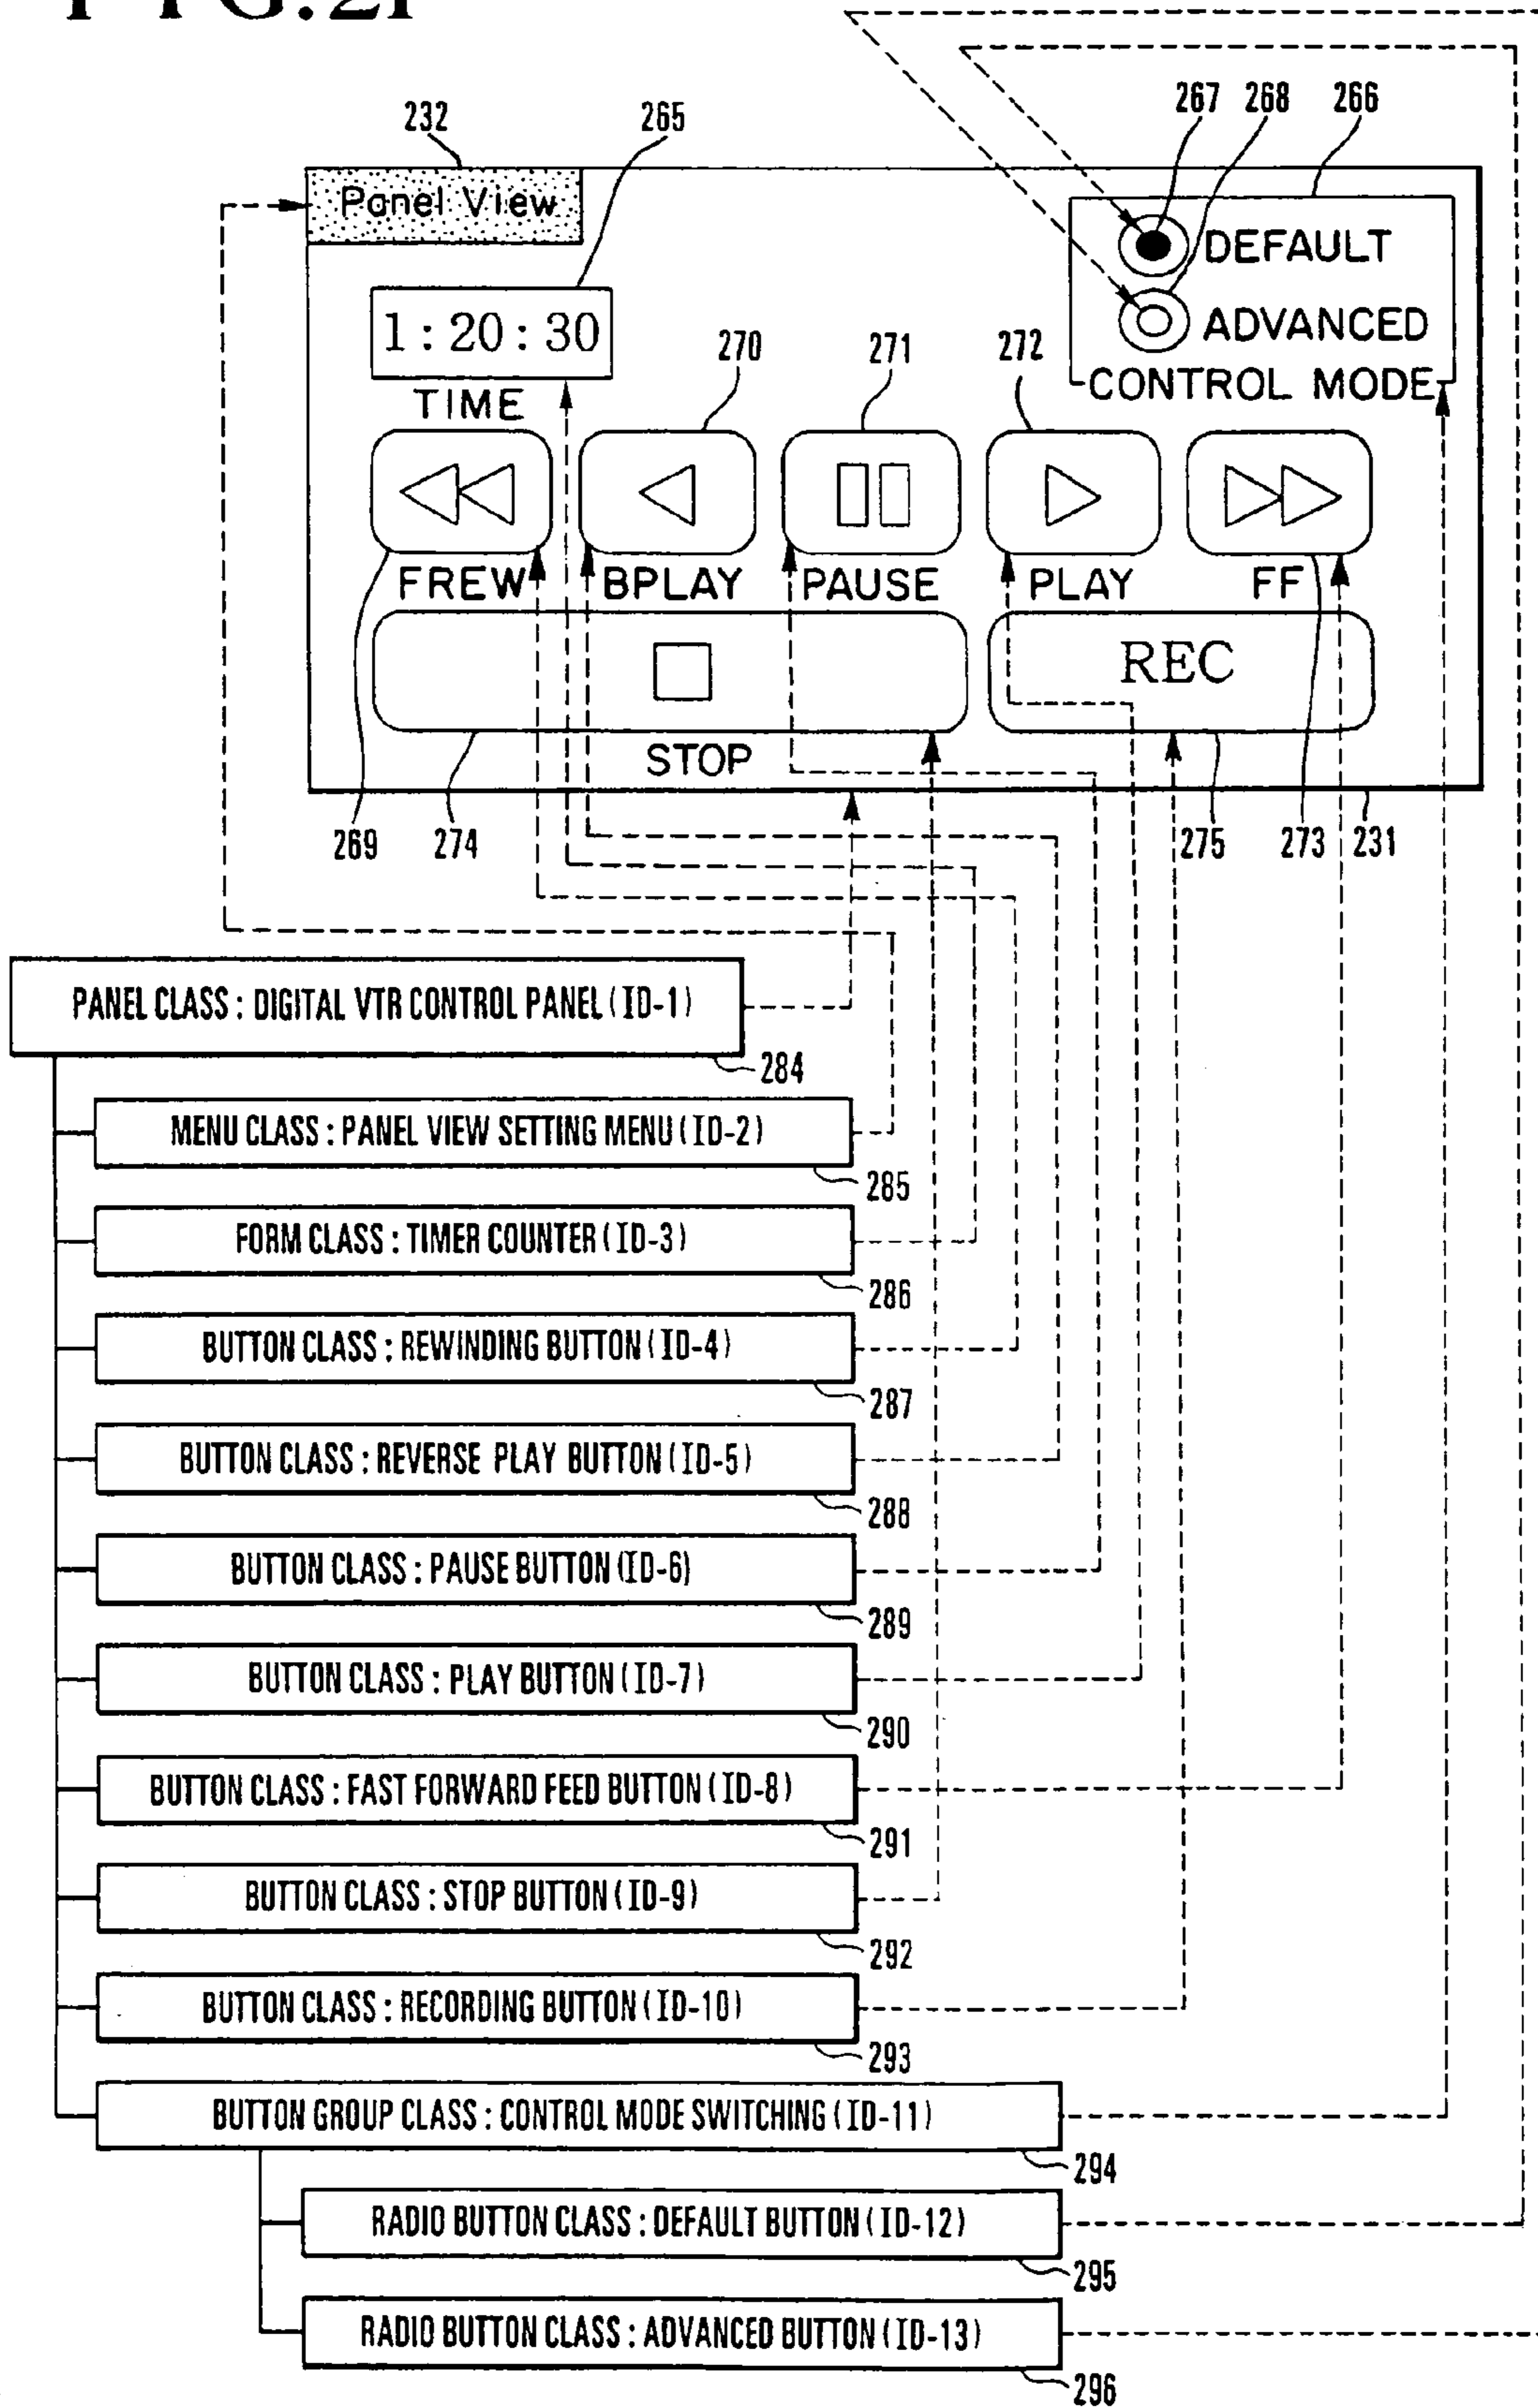 FIG.21
232 265 267 268 266
Panel View
DEFAULT
1 : 20 : 30
ADVANCED
270 271 272
CONTROL MODE
TIME
FREW BPLAY PAUSE PLAY FF
REC
STOP
269 274 275 273 231
PANEL CLASS : DIGITAL VTR CONTROL PANEL (ID-1)
284
MENU CLASS : PANEL VIEW SETTING MENU (ID-2)
285
FORM CLASS : TIMER COUNTER (ID-3)
286
BUTTON CLASS : REWINDING BUTTON (ID-4)
287
BUTTON CLASS : REVERSE PLAY BUTTON (ID-5)
288
BUTTON CLASS : PAUSE BUTTON (ID-6)
289
BUTTON CLASS : PLAY BUTTON (ID-7)
290
BUTTON CLASS : FAST FORWARD FEED BUTTON (ID-8)
291
BUTTON CLASS : STOP BUTTON (ID-9)
292
BUTTON CLASS : RECORDING BUTTON (ID-10)
293
BUTTON GROUP CLASS : CONTROL MODE SWITCHING (ID-11)
294
RADIO BUTTON CLASS : DEFAULT BUTTON (ID-12)
295
RADIO BUTTON CLASS : ADVANCED BUTTON (ID-13)
296